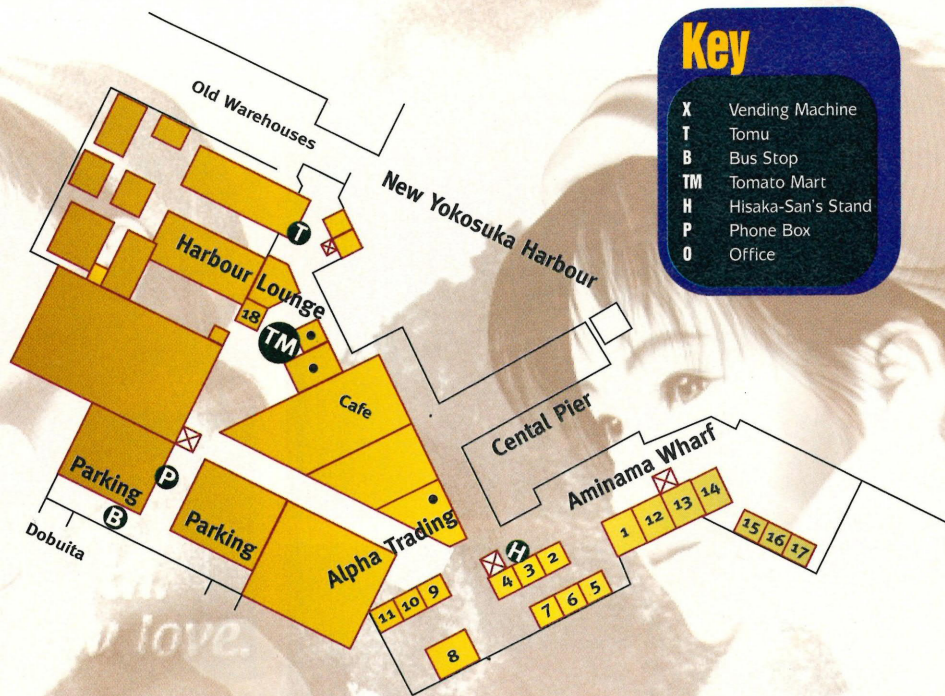 Key
X Vending Machine
T Tomu
B Bus Stop
TM Tomato Mart
H Hisaka-San's Stand
P Phone Box
O Office
Old Warehouses
New Yokosuka Harbour
T
Harbour Lounge
18
TM
Cafe
Cental Pier
Aminama Wharf
Parking
P
B
Dobuita
Parking
Alpha Trading
H
1 12 13 14
15 16 17
4 3 2
7 6 5
11 10 9
8
love.